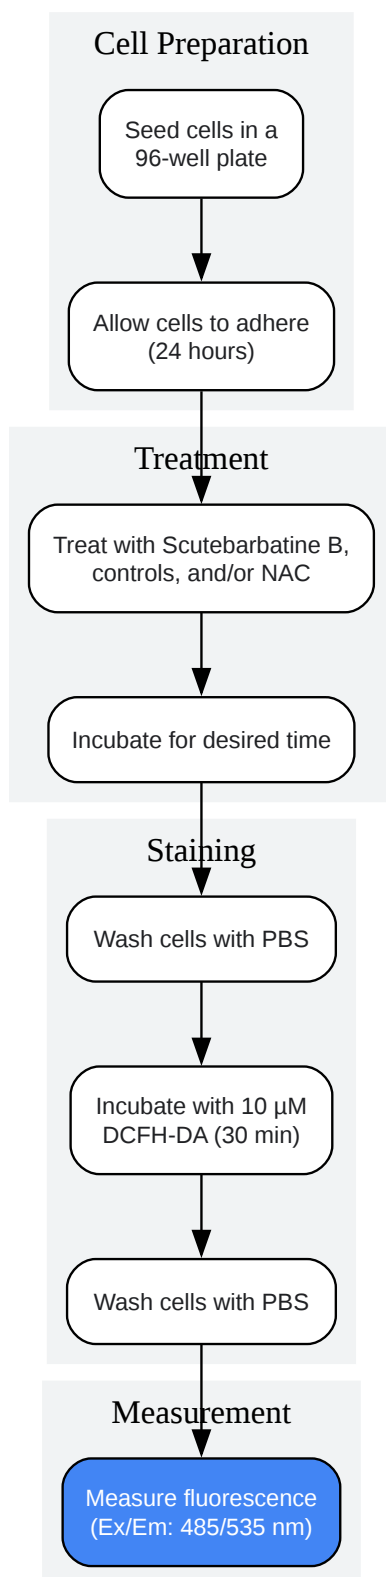 Cell Preparation
Seed cells in a
96-well plate
Allow cells to adhere
(24 hours)
Treatment
Treat with Scutebarbatine B,
controls, and/or NAC
Incubate for desired time
Staining
Wash cells with PBS
Incubate with 10 µM
DCFH-DA (30 min)
Wash cells with PBS
Measurement
Measure fluorescence
(Ex/Em: 485/535 nm)